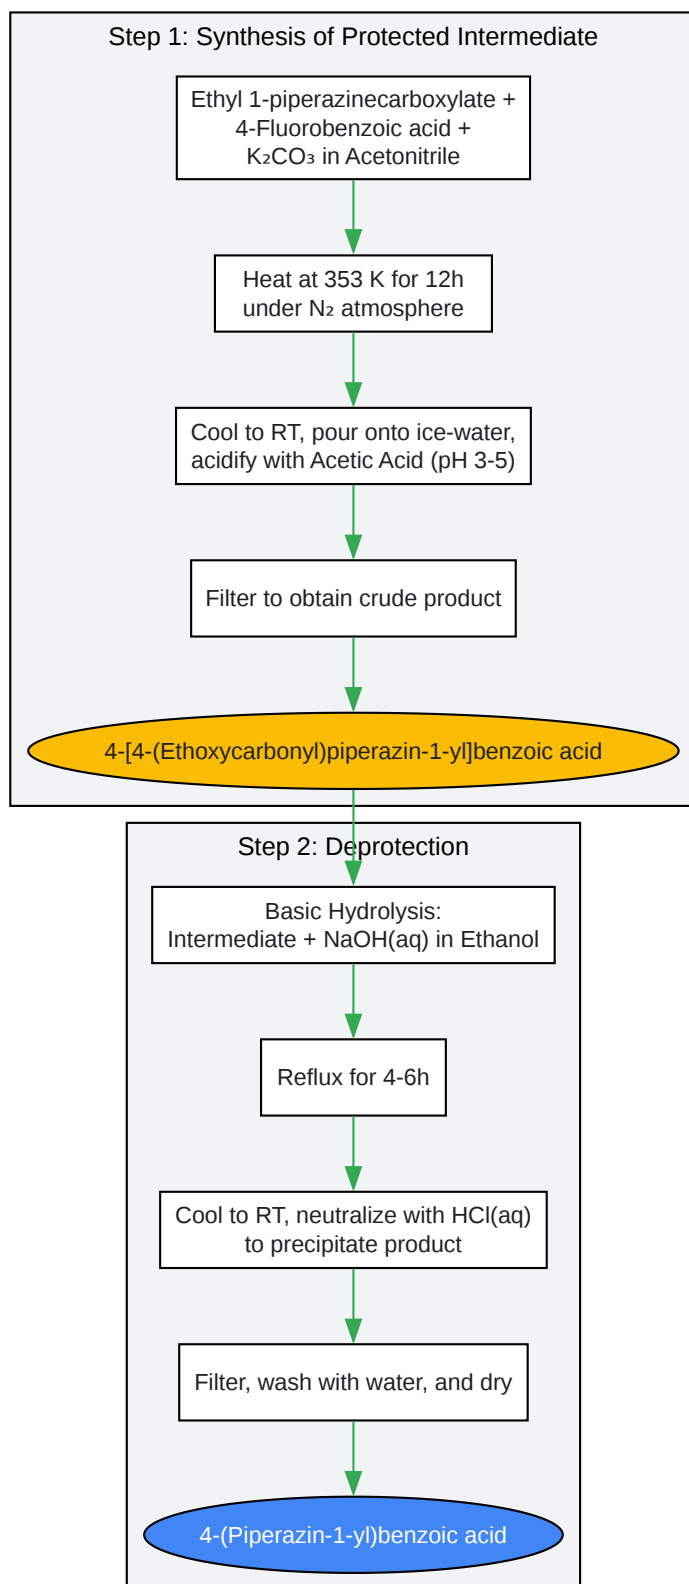 Step 1: Synthesis of Protected Intermediate
Ethyl 1-piperazinecarboxylate +
4-Fluorobenzoic acid +
K₂CO₃ in Acetonitrile
Heat at 353 K for 12h
under N₂ atmosphere
Cool to RT, pour onto ice-water,
acidify with Acetic Acid (pH 3-5)
Filter to obtain crude product
4-[4-(Ethoxycarbonyl)piperazin-1-yl]benzoic acid
Step 2: Deprotection
Basic Hydrolysis:
Intermediate + NaOH(aq) in Ethanol
Reflux for 4-6h
Cool to RT, neutralize with HCl(aq)
to precipitate product
Filter, wash with water, and dry
4-(Piperazin-1-yl)benzoic acid